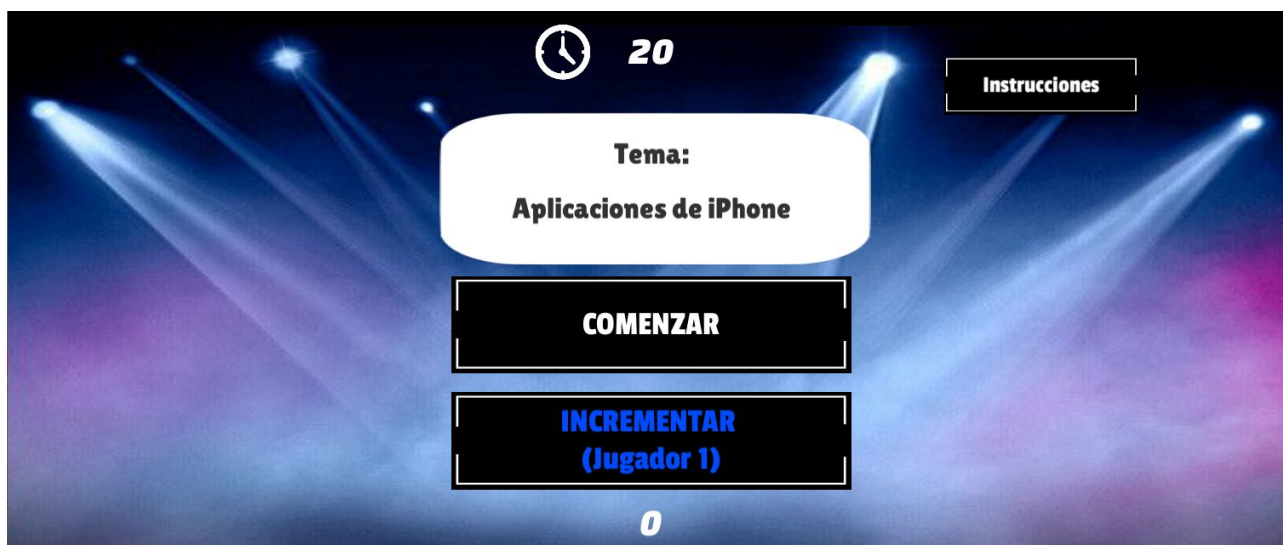 20
Instrucciones
Tema:
Aplicaciones de iPhone
COMENZAR
INCREMENTAR
(Jugador 1)
0